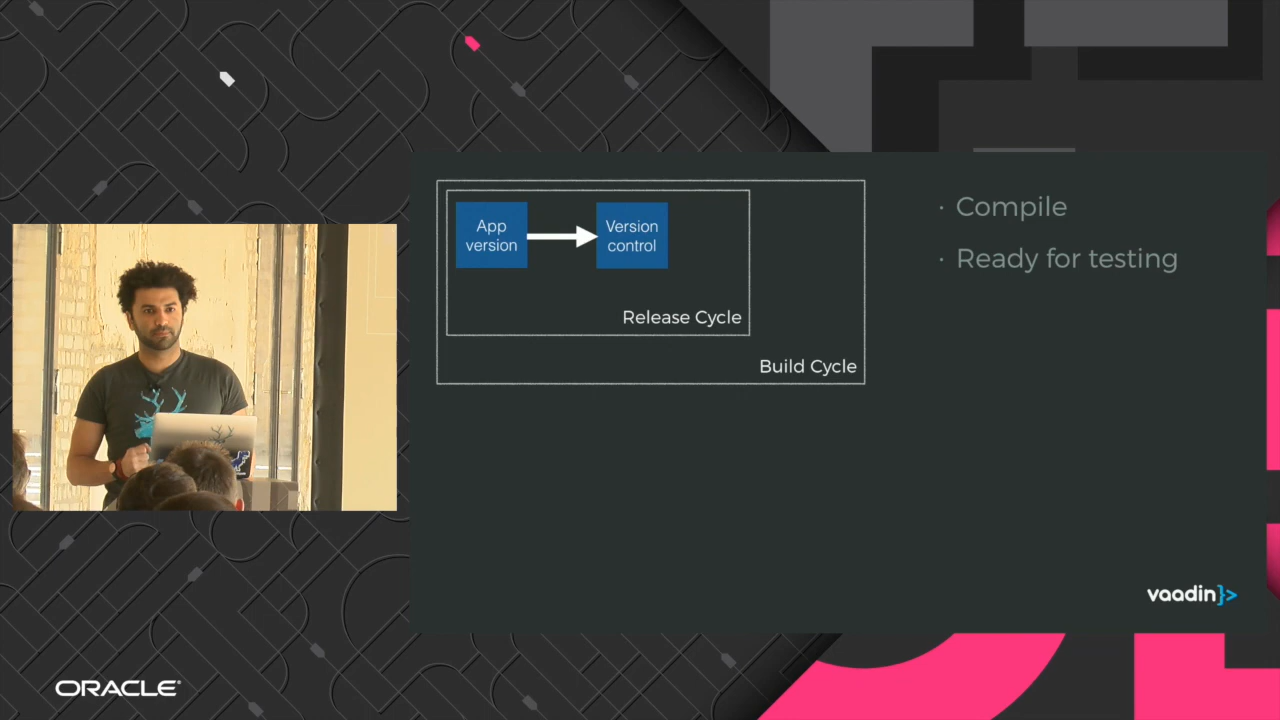 App
version
Version
control
Release Cycle
Build Cycle
· Compile
· Ready for testing
vaadin}>
ORACLE